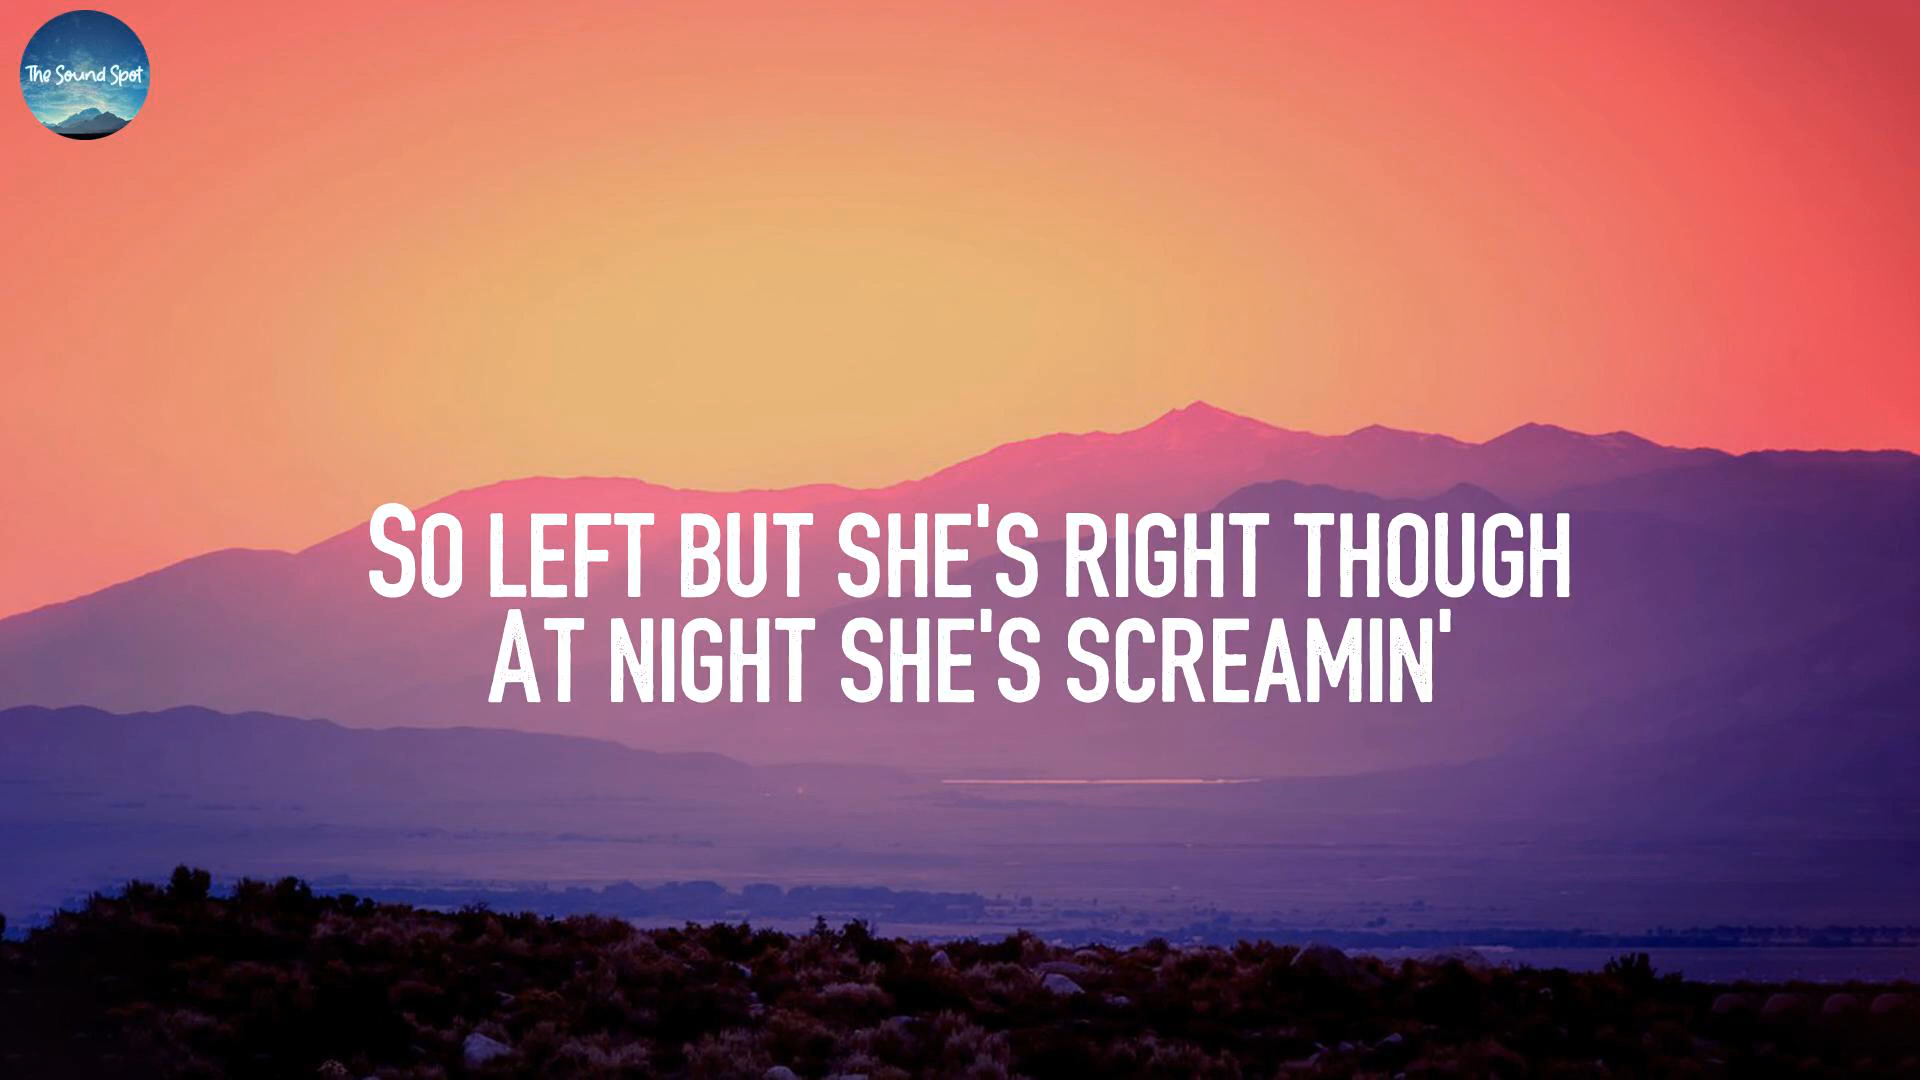 The Sound Spot
So left but she's right though
At night she's screamin'